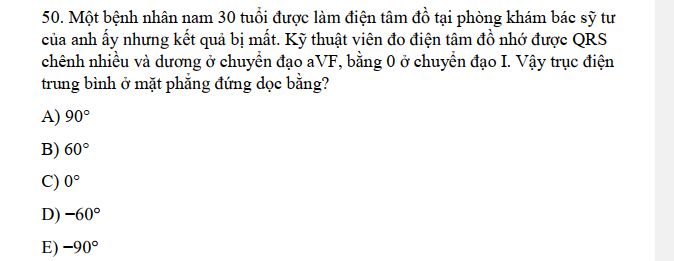 50. Một bệnh nhân nam 30 tuổi được làm điện tâm đồ tại phòng khám bác sỹ tư
của anh ấy nhưng kết quả bị mất. Kỹ thuật viên đo điện tâm đồ nhớ được QRS
chênh nhiều và dương ở chuyển đạo aVF, bằng 0 ở chuyển đạo I. Vậy trục điện
trung bình ở mặt phẳng đứng dọc bằng?
A) 90°
B) 60°
C) 0°
D) −60°
E) −90°